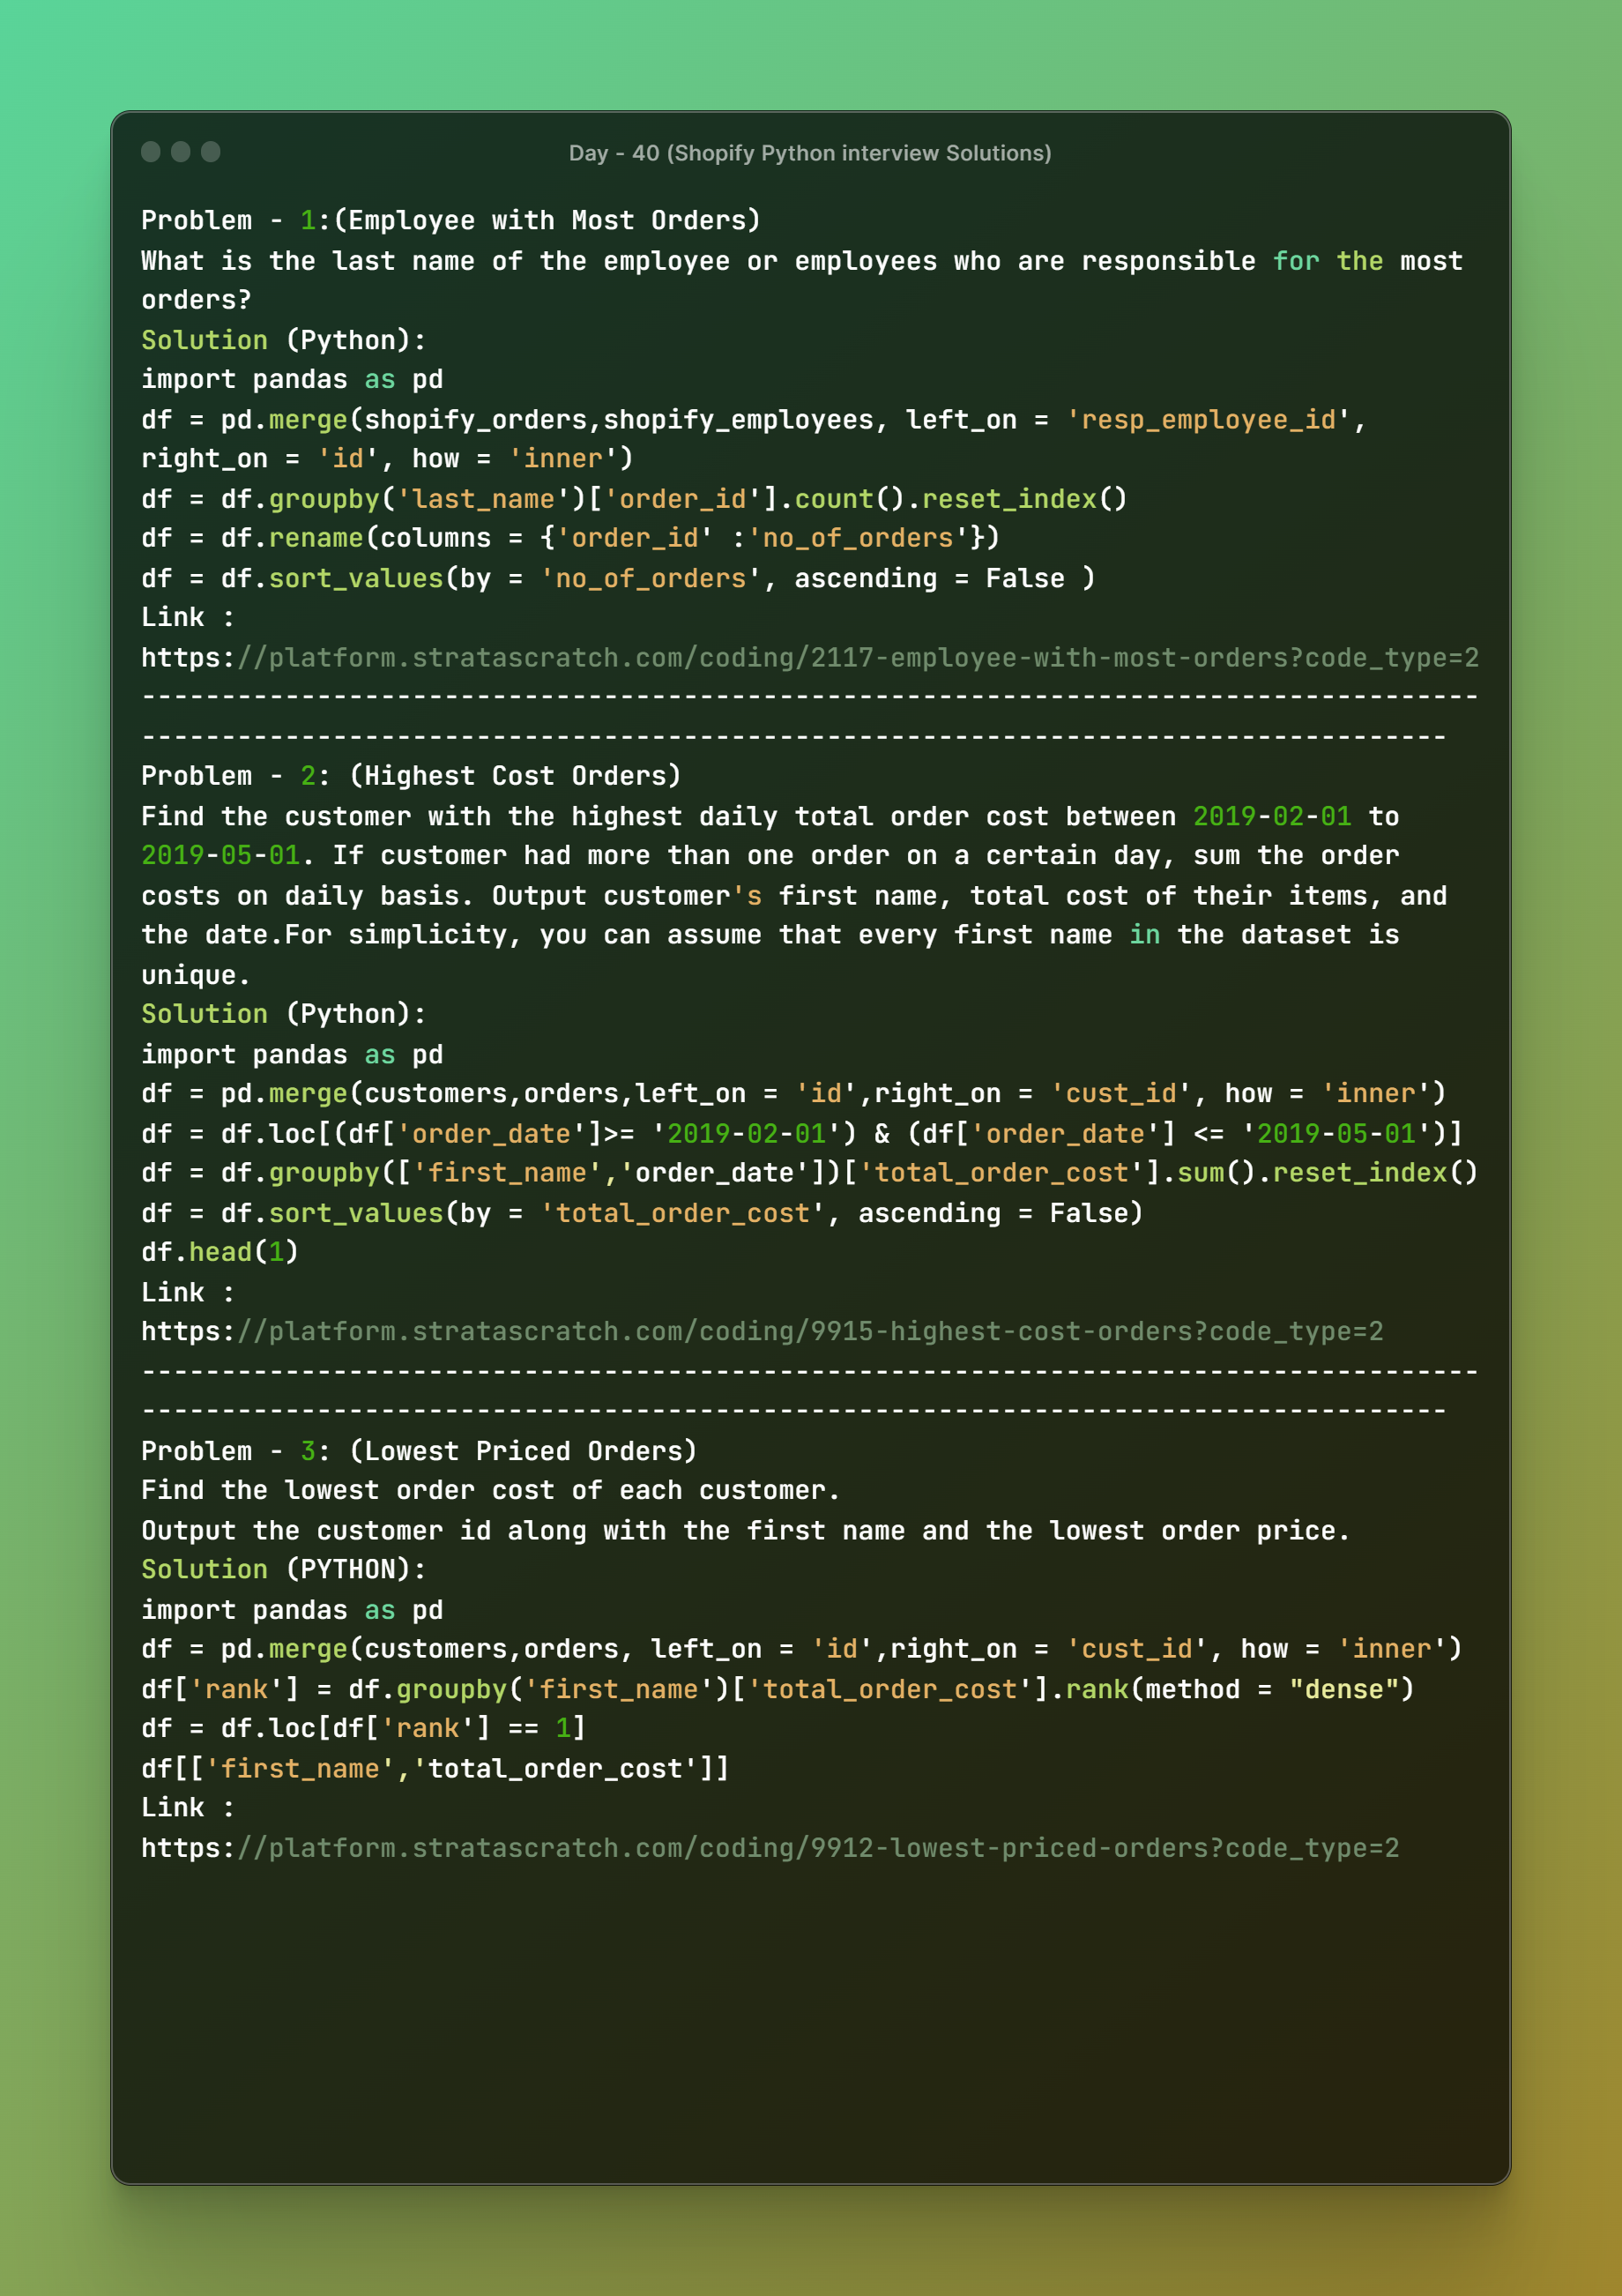 Day - 40 (Shopify Python interview Solutions)
Problem - 1:(Employee with Most Orders)
What is the last name of the employee or employees who are responsible for the most
orders?
Solution (Python):
import pandas as pd
df = pd.merge(shopify_orders,shopify_employees, left_on = 'resp_employee_id',
right_on = 'id', how = 'inner')
df = df.groupby('last_name')['order_id'].count().reset_index()
df = df.rename(columns = {'order_id' :'no_of_orders'})
df = df.sort_values(by = 'no_of_orders', ascending = False )
Link :
https://platform.stratascratch.com/coding/2117-employee-with-most-orders?code_type=2
------------------------------------------------------------------------------------
----------------------------------------------------------------------------------
Problem - 2: (Highest Cost Orders)
Find the customer with the highest daily total order cost between 2019-02-01 to
2019-05-01. If customer had more than one order on a certain day, sum the order
costs on daily basis. Output customer's first name, total cost of their items, and
the date.For simplicity, you can assume that every first name in the dataset is
unique.
Solution (Python):
import pandas as pd
df = pd.merge(customers,orders,left_on = 'id',right_on = 'cust_id', how = 'inner')
df = df.loc[(df['order_date']>= '2019-02-01') & (df['order_date'] <= '2019-05-01')]
df = df.groupby(['first_name','order_date'])['total_order_cost'].sum().reset_index()
df = df.sort_values(by = 'total_order_cost', ascending = False)
df.head(1)
Link :
https://platform.stratascratch.com/coding/9915-highest-cost-orders?code_type=2
------------------------------------------------------------------------------------
----------------------------------------------------------------------------------
Problem - 3: (Lowest Priced Orders)
Find the lowest order cost of each customer.
Output the customer id along with the first name and the lowest order price.
Solution (PYTHON):
import pandas as pd
df = pd.merge(customers,orders, left_on = 'id',right_on = 'cust_id', how = 'inner')
df['rank'] = df.groupby('first_name')['total_order_cost'].rank(method = "dense")
df = df.loc[df['rank'] == 1]
df[['first_name','total_order_cost']]
Link :
https://platform.stratascratch.com/coding/9912-lowest-priced-orders?code_type=2